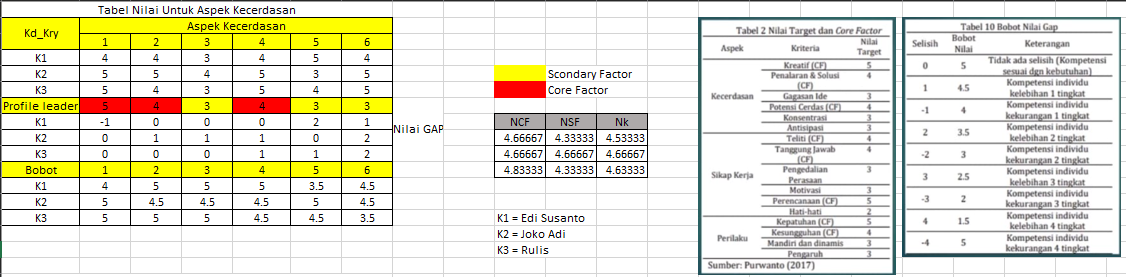 Tabel Nilai Untuk Aspek Kecerdasan
Kd_Kry Aspek Kecerdasan
1 2 3 4 5 6
K1 4 4 3 4 5 4
K2 5 5 4 5 3 5
K3 5 4 3 5 4 5
Profile leader 5 4 3 4 3 3
K1 -1 0 0 0 2 1
K2 0 1 1 1 0 2
K3 0 0 0 1 1 2
Bobot 1 2 3 4 5 6
K1 4 5 5 5 3.5 4.5
K2 5 4.5 4.5 4.5 5 4.5
K3 5 5 5 4.5 4.5 3.5
Nilai GAP
Scondary Factor
Core Factor
NCF NSF Nk
4.66667 4.33333 4.53333
4.66667 4.66667 4.66667
4.83333 4.33333 4.63333
K1 = Edi Susanto
K2 = Joko Adi
K3 = Rulis
Tabel 2 Nilai Target dan Core Factor
Aspek Kriteria Nilai Target
Kecerdasan
Kreatif (CF) 5
Penalaran & Solusi (CF) 4
Gagasan Ide 3
Potensi Cerdas (CF) 4
Konsentrasi 3
Antisipasi 3
Sikap Kerja
Teliti (CF) 4
Tanggung Jawab (CF) 4
Pengedalian Perasaan 3
Motivasi 3
Perencanaan (CF) 5
Hati-hati 2
Perilaku
Kepatuhan (CF) 5
Kesungguhan (CF) 4
Mandiri dan dinamis 3
Pengaruh 3
Sumber: Purwanto (2017)
Tabel 10 Bobot Nilai Gap
Selisih Bobot Nilai Keterangan
0 5 Tidak ada selisih (Kompetensi sesuai dgn kebutuhan)
1 4.5 Kompetensi individu kelebihan 1 tingkat
-1 4 Kompetensi individu kekurangan 1 tingkat
2 3.5 Kompetensi individu kelebihan 2 tingkat
-2 3 Kompetensi individu kekurangan 2 tingkat
3 2.5 Kompetensi individu kelebihan 3 tingkat
-3 2 Kompetensi individu kekurangan 3 tingkat
4 1.5 Kompetensi individu kelebihan 4 tingkat
-4 5 Kompetensi individu kekurangan 4 tingkat